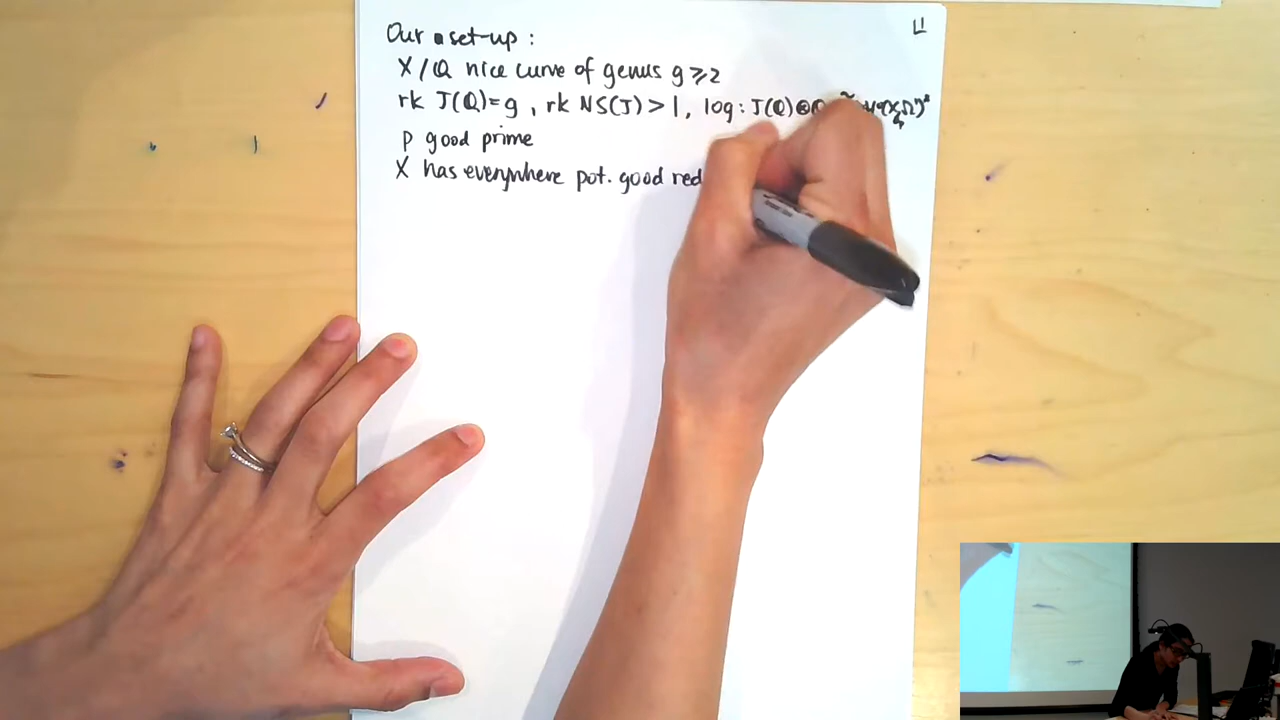 Our set-up :
X/ℚ nice curve of genus g ≥ 2
rk J(ℚ) = g , rk NS(J) > 1 , log : J(ℚ) ⊗
p good prime
X has everywhere pot. good red